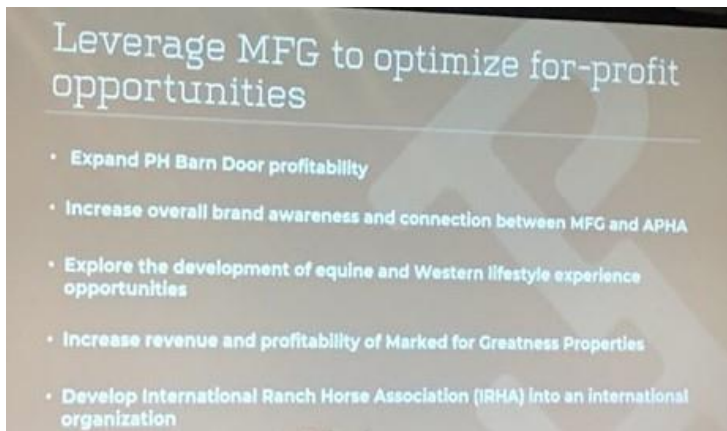 Leverage MFG to optimize for-profit
opportunities
• Expand PH Barn Door profitability
• Increase overall brand awareness and connection between MFG and APHA
• Explore the development of equine and Western lifestyle experience
opportunities
• Increase revenue and profitability of Marked for Greatness Properties
• Develop International Ranch Horse Association (IRHA) into an international
organization